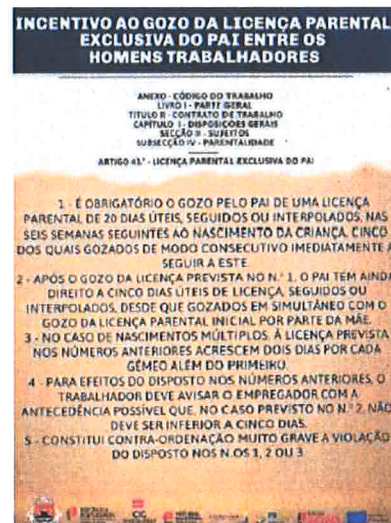 INCENTIVO AO GOZO DA LICENÇA PARENTAL
EXCLUSIVA DO PAI ENTRE OS
HOMENS TRABALHADORES
ANEXO - CÓDIGO DO TRABALHO
LIVRO I - PARTE GERAL
TÍTULO II - CONTRATO DE TRABALHO
CAPÍTULO I - DISPOSIÇÕES GERAIS
SECÇÃO II - SUJEITOS
SUBSECÇÃO IV - PARENTALIDADE
ARTIGO 43.º - LICENÇA PARENTAL EXCLUSIVA DO PAI
1 - É OBRIGATÓRIO O GOZO PELO PAI DE UMA LICENÇA
PARENTAL DE 20 DIAS ÚTEIS, SEGUIDOS OU INTERPOLADOS, NAS
SEIS SEMANAS SEGUINTES AO NASCIMENTO DA CRIANÇA, CINCO
DOS QUAIS GOZADOS DE MODO CONSECUTIVO IMEDIATAMENTE A
SEGUIR A ESTE.
2 - APÓS O GOZO DA LICENÇA PREVISTA NO N.º 1, O PAI TEM AINDA
DIREITO A CINCO DIAS ÚTEIS DE LICENÇA, SEGUIDOS OU
INTERPOLADOS, DESDE QUE GOZADOS EM SIMULTÂNEO COM O
GOZO DA LICENÇA PARENTAL INICIAL POR PARTE DA MÃE.
3 - NO CASO DE NASCIMENTOS MÚLTIPLOS, À LICENÇA PREVISTA
NOS NÚMEROS ANTERIORES ACRESCEM DOIS DIAS POR CADA
GÉMEO ALÉM DO PRIMEIRO.
4 - PARA EFEITOS DO DISPOSTO NOS NÚMEROS ANTERIORES, O
TRABALHADOR DEVE AVISAR O EMPREGADOR COM A
ANTECEDÊNCIA POSSÍVEL QUE, NO CASO PREVISTO NO N.º 2, NÃO
DEVE SER INFERIOR A CINCO DIAS.
5 - CONSTITUI CONTRA-ORDENAÇÃO MUITO GRAVE A VIOLAÇÃO
DO DISPOSTO NOS N.OS 1, 2 OU 3.
CIG